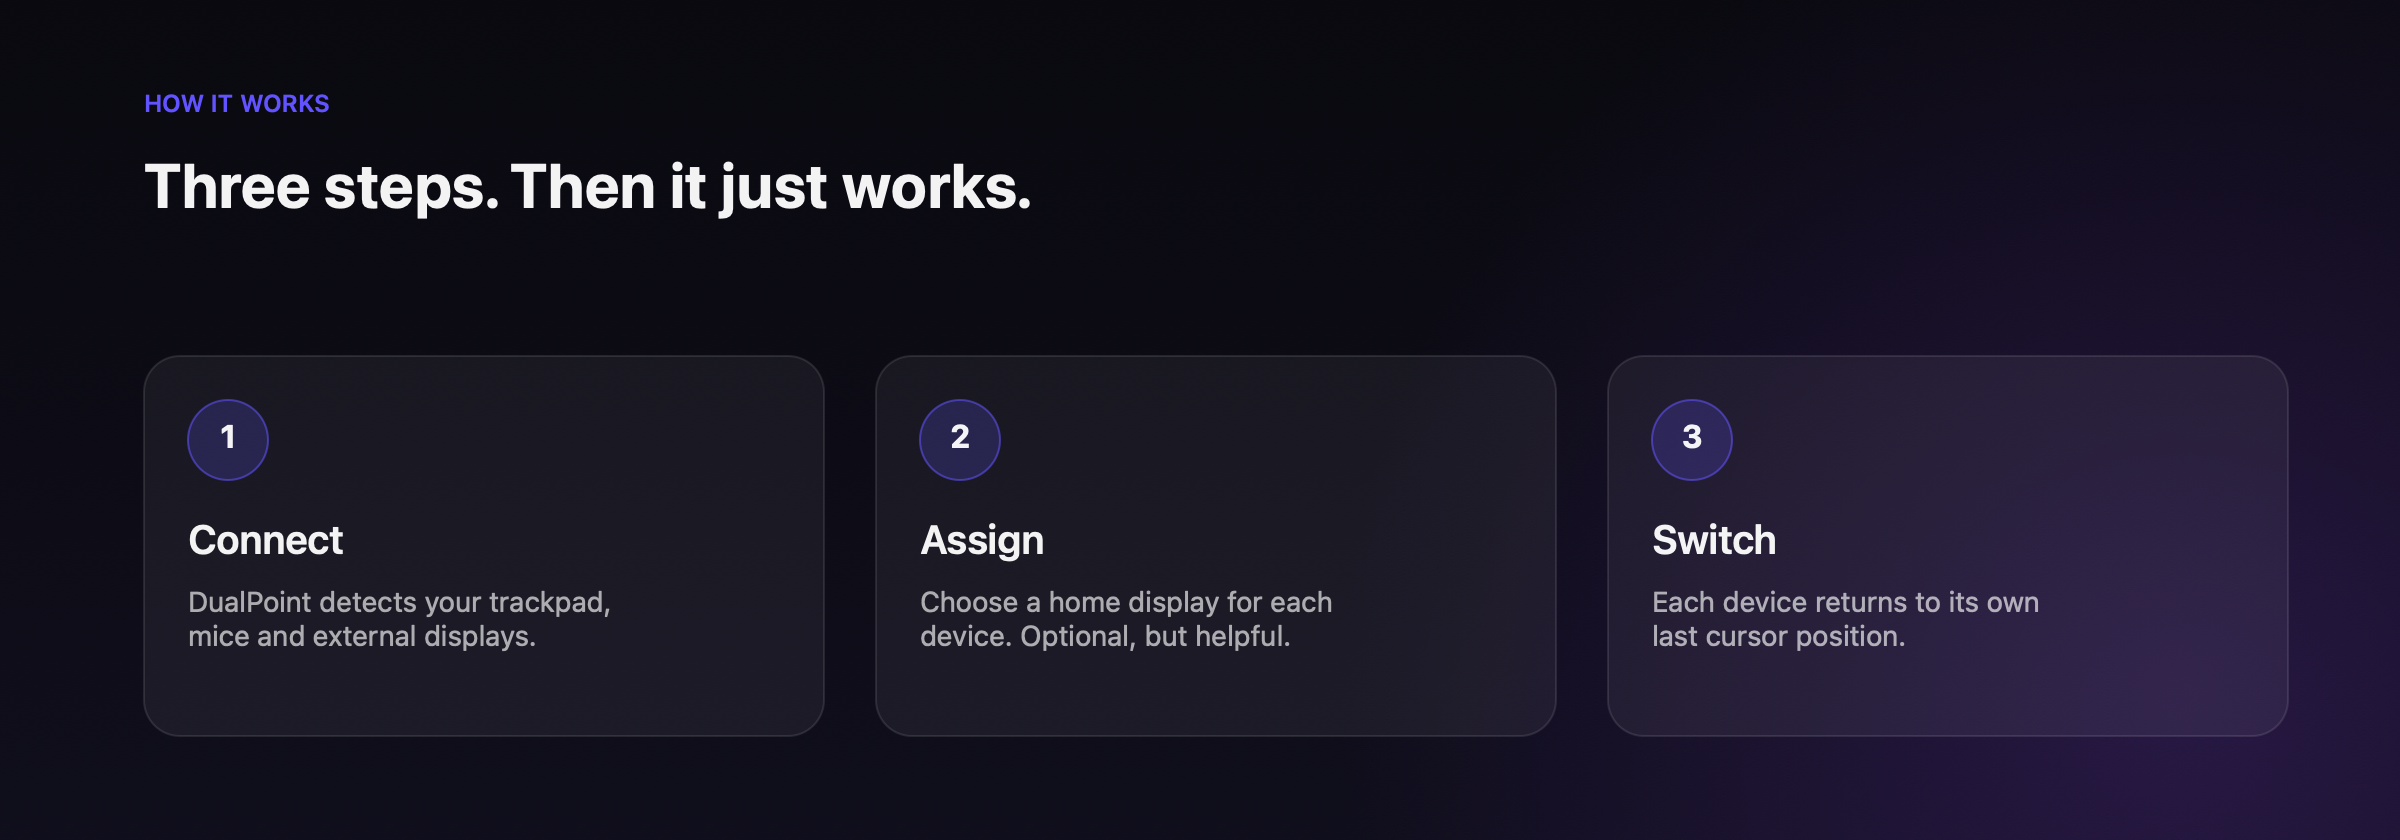 HOW IT WORKS
Three steps. Then it just works.
1
Connect
DualPoint detects your trackpad,
mice and external displays.
2
Assign
Choose a home display for each
device. Optional, but helpful.
3
Switch
Each device returns to its own
last cursor position.